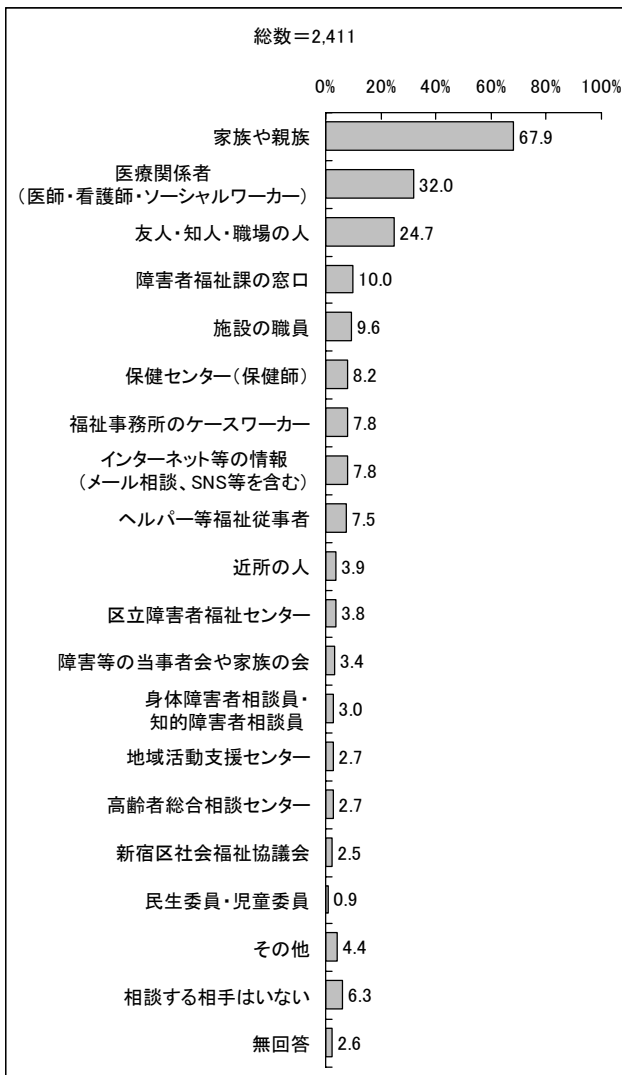 総数＝2,411
0% 20% 40% 60% 80% 100%
家族や親族 67.9
医療関係者
（医師・看護師・ソーシャルワーカー） 32.0
友人・知人・職場の人 24.7
障害者福祉課の窓口 10.0
施設の職員 9.6
保健センター（保健師） 8.2
福祉事務所のケースワーカー 7.8
インターネット等の情報
（メール相談、SNS等を含む） 7.8
ヘルパー等福祉従事者 7.5
近所の人 3.9
区立障害者福祉センター 3.8
障害等の当事者会や家族の会 3.4
身体障害者相談員・
知的障害者相談員 3.0
地域活動支援センター 2.7
高齢者総合相談センター 2.7
新宿区社会福祉協議会 2.5
民生委員・児童委員 0.9
その他 4.4
相談する相手はいない 6.3
無回答 2.6